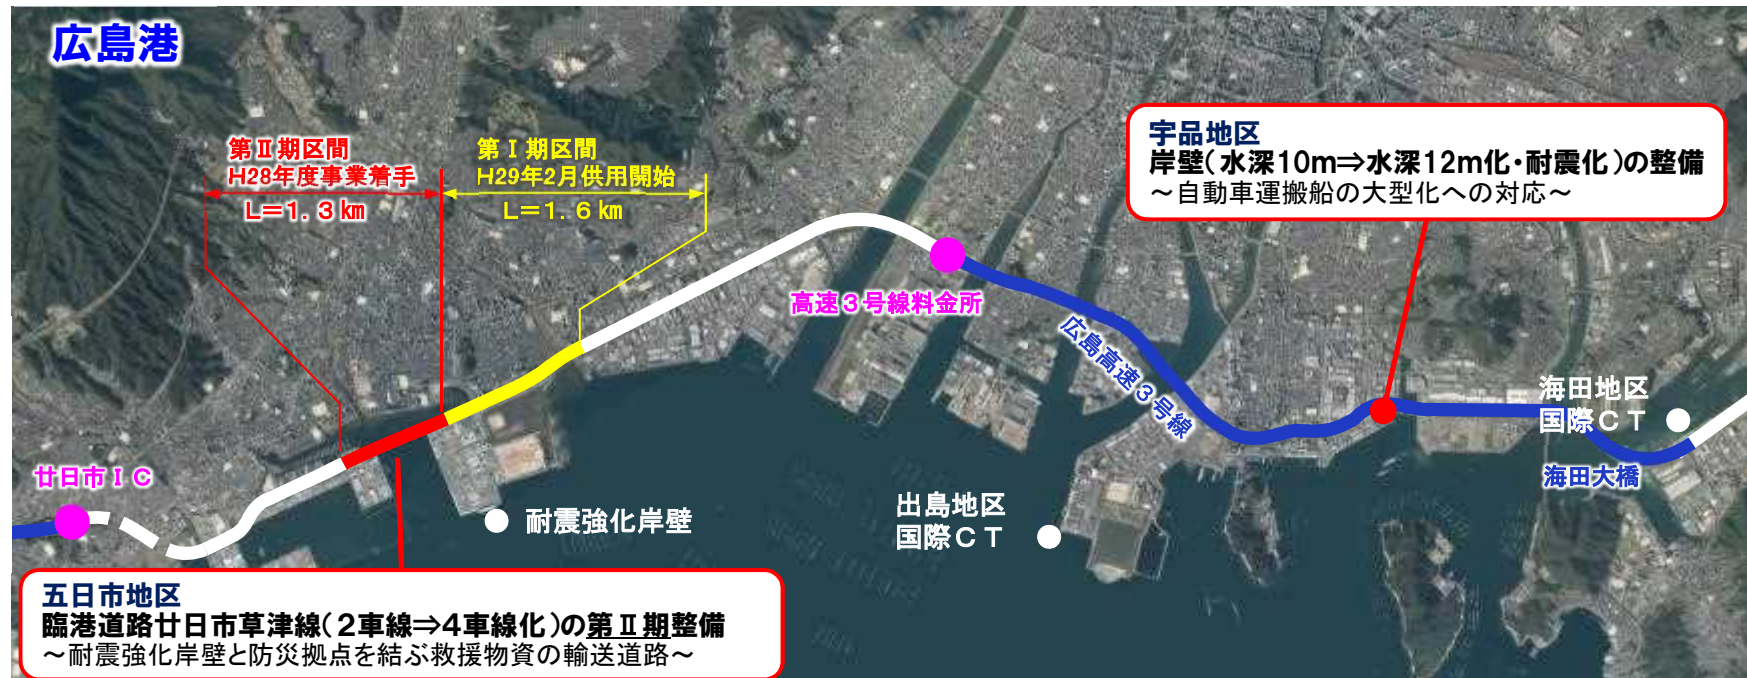 広島港
第Ⅱ期区間
H28年度事業着手
L=1.3㎞
第Ⅰ期区間
H29年2月供用開始
L=1.6㎞
宇品地区
岸壁(水深10m⇒水深12m化・耐震化)の整備
~自動車運搬船の大型化への対応~
高速3号線料金所
広島高速3号線
海田地区
国際CT
海田大橋
廿日市IC
耐震強化岸壁
出島地区
国際CT
五日市地区
臨港道路廿日市草津線(2車線⇒4車線化)の第Ⅱ期整備
~耐震強化岸壁と防災拠点を結ぶ救援物資の輸送道路~